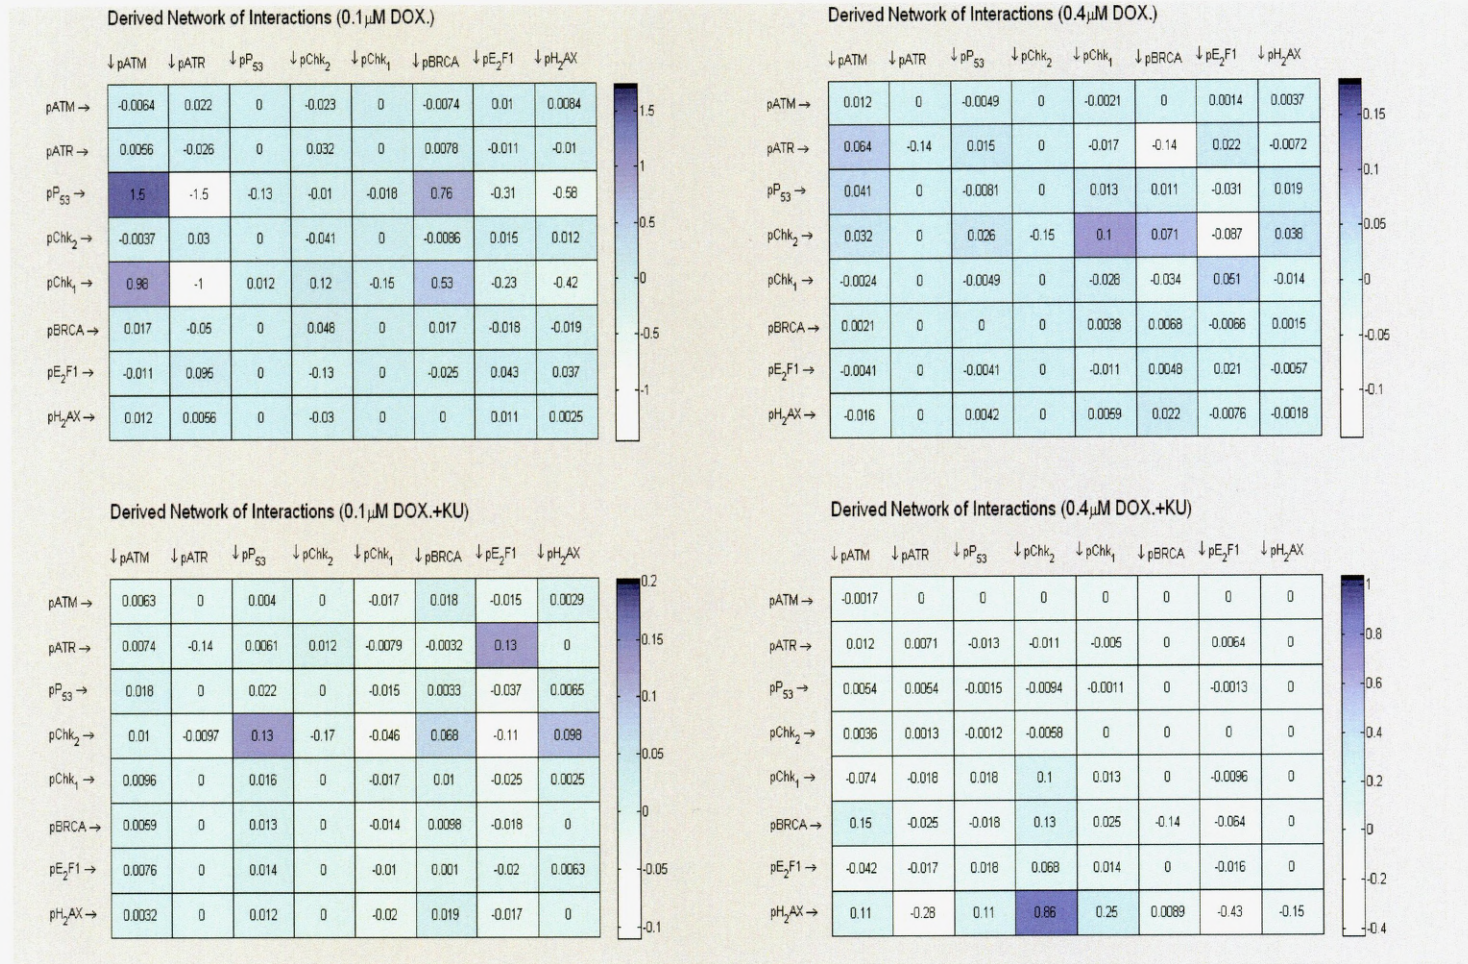 Derived Network of Interactions (0.1μM DOX.)
↓pATM ↓pATR ↓pP53 ↓pChk2 ↓pChk1 ↓pBRCA ↓pE2F1 ↓pH2AX
pATM→ -0.0064 0.022 0 -0.023 0 -0.0074 0.01 0.0084
pATR→ 0.0056 -0.026 0 0.032 0 0.0078 -0.011 -0.01
pP53→ 1.5 -1.5 -0.13 -0.01 -0.018 0.76 -0.31 -0.58
pChk2→ -0.0037 0.03 0 -0.041 0 -0.0086 0.015 0.012
pChk1→ 0.98 -1 0.012 0.12 -0.15 0.53 -0.23 -0.42
pBRCA→ 0.017 -0.05 0 0.048 0 0.017 -0.018 -0.019
pE2F1→ -0.011 0.095 0 -0.13 0 -0.025 0.043 0.037
pH2AX→ 0.012 0.0056 0 -0.03 0 0 0.011 0.0025
1.5
1
0.5
0
-0.5
-1
Derived Network of Interactions (0.4μM DOX.)
↓pATM ↓pATR ↓pP53 ↓pChk2 ↓pChk1 ↓pBRCA ↓pE2F1 ↓pH2AX
pATM→ 0.012 0 -0.0049 0 -0.0021 0 0.0014 0.0037
pATR→ 0.064 -0.14 0.015 0 -0.017 -0.14 0.022 -0.0072
pP53→ 0.041 0 -0.0081 0 0.013 0.011 -0.031 0.019
pChk2→ 0.032 0 0.026 -0.15 0.1 0.071 -0.087 0.038
pChk1→ -0.0024 0 -0.0049 0 -0.028 -0.034 0.051 -0.014
pBRCA→ 0.0021 0 0 0 0.0038 0.0068 -0.0066 0.0015
pE2F1→ -0.0041 0 -0.0041 0 -0.011 0.0048 0.021 -0.0057
pH2AX→ -0.016 0 0.0042 0 0.0059 0.022 -0.0076 -0.0018
0.15
0.1
0.05
0
-0.05
-0.1
Derived Network of Interactions (0.1μM DOX.+KU)
↓pATM ↓pATR ↓pP53 ↓pChk2 ↓pChk1 ↓pBRCA ↓pE2F1 ↓pH2AX
pATM→ 0.0063 0 0.004 0 -0.017 0.018 -0.015 0.0029
pATR→ 0.0074 -0.14 0.0061 0.012 -0.0079 -0.0032 0.13 0
pP53→ 0.018 0 0.022 0 -0.015 0.0033 -0.037 0.0065
pChk2→ 0.01 -0.0097 0.13 -0.17 -0.046 0.068 -0.11 0.098
pChk1→ 0.0096 0 0.016 0 -0.017 0.01 -0.025 0.0025
pBRCA→ 0.0059 0 0.013 0 -0.014 0.0098 -0.018 0
pE2F1→ 0.0076 0 0.014 0 -0.01 0.001 -0.02 0.0063
pH2AX→ 0.0032 0 0.012 0 -0.02 0.019 -0.017 0
0.2
0.15
0.1
0.05
0
-0.05
-0.1
Derived Network of Interactions (0.4μM DOX.+KU)
↓pATM ↓pATR ↓pP53 ↓pChk2 ↓pChk1 ↓pBRCA ↓pE2F1 ↓pH2AX
pATM→ -0.0017 0 0 0 0 0 0 0
pATR→ 0.012 0.0071 -0.013 -0.011 -0.005 0 0.0064 0
pP53→ 0.0054 0.0054 -0.0015 -0.0094 -0.0011 0 -0.0013 0
pChk2→ 0.0036 0.0013 -0.0012 -0.0058 0 0 0 0
pChk1→ -0.074 -0.018 0.018 0.1 0.013 0 -0.0096 0
pBRCA→ 0.15 -0.025 -0.018 0.13 0.025 -0.14 -0.064 0
pE2F1→ -0.042 -0.017 0.018 0.068 0.014 0 -0.016 0
pH2AX→ 0.11 -0.28 0.11 0.86 0.25 0.0089 -0.43 -0.15
1
0.8
0.6
0.4
0.2
0
-0.2
-0.4